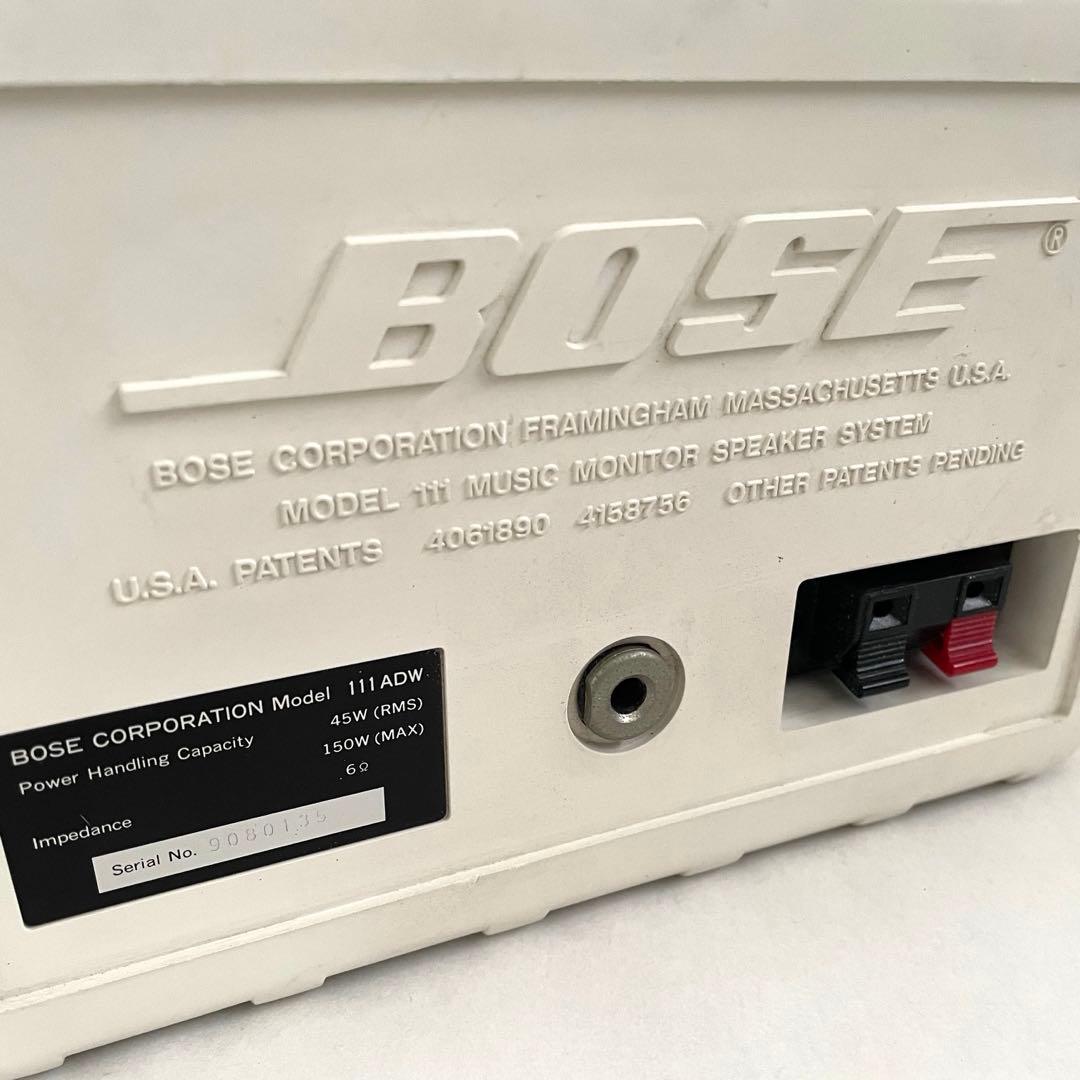 BOSE®
BOSE CORPORATION FRAMINGHAM MASSACHUSETTS U.S.A.
MODEL 111 MUSIC MONITOR SPEAKER SYSTEM
U.S.A. PATENTS 4061890 4158756 OTHER PATENTS PENDING
BOSE CORPORATION Model 111ADW
Power Handling Capacity 45W (RMS)
150W (MAX)
Impedance 6Ω
Serial No. 9080135